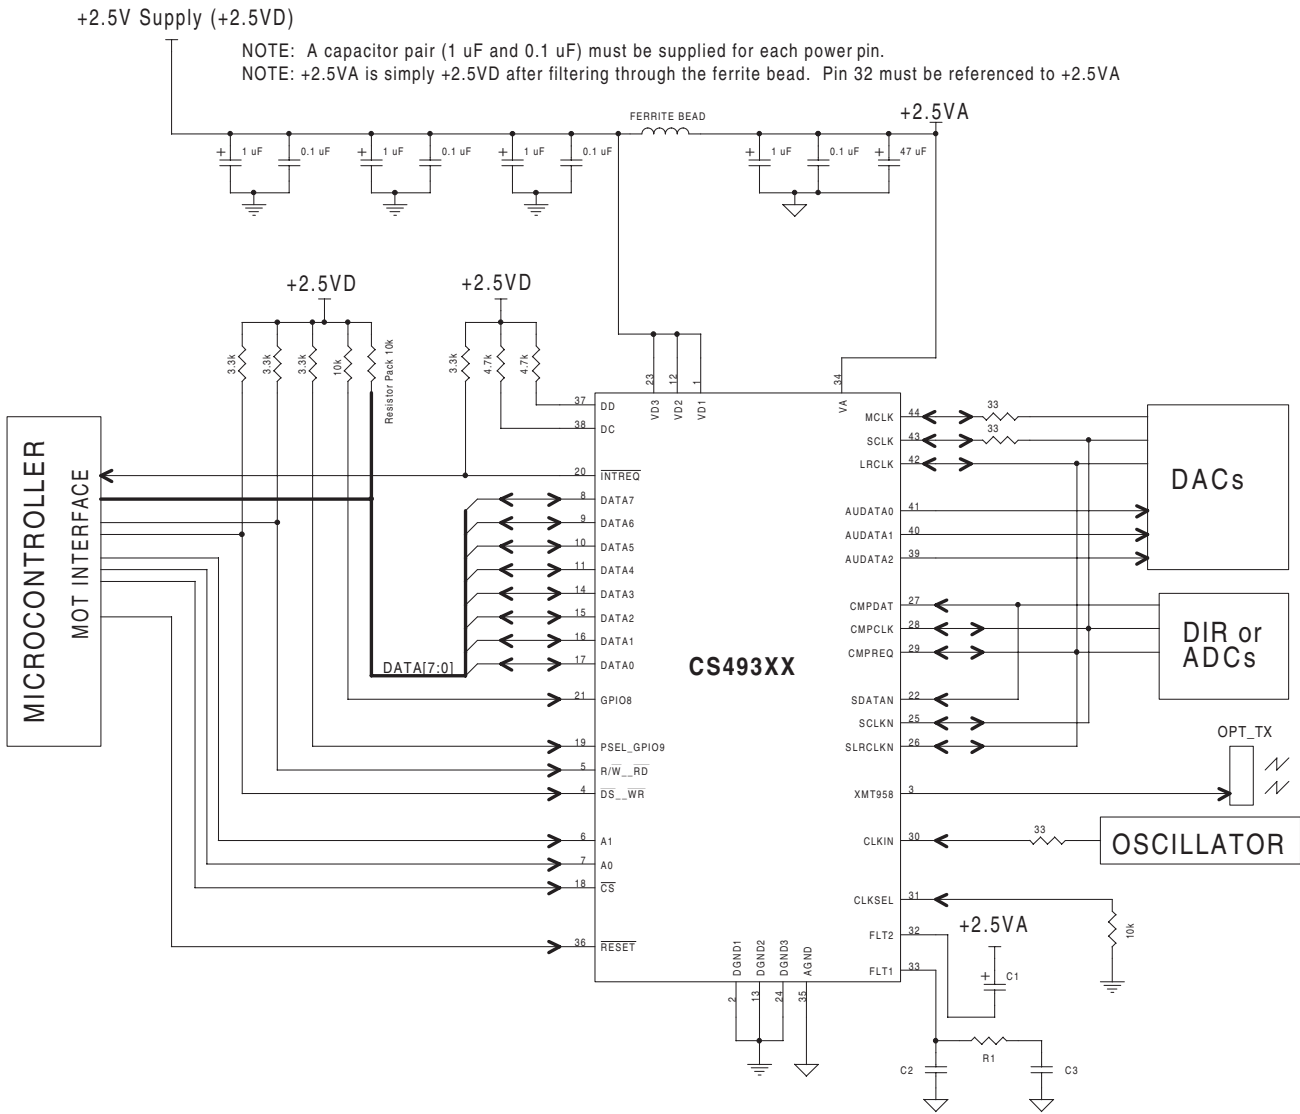 +2.5V Supply (+2.5VD)
NOTE: A capacitor pair (1 uF and 0.1 uF) must be supplied for each power pin.
NOTE: +2.5VA is simply +2.5VD after filtering through the ferrite bead. Pin 32 must be referenced to +2.5VA
FERRITE BEAD
+2.5VA
+ 1 uF
0.1 uF
+ 1 uF
0.1 uF
+ 1 uF
0.1 uF
+ 1 uF
0.1 uF
+ 47 uF
+2.5VD
+2.5VD
3.3k
3.3k
3.3k
10k
Resistor Pack 10k
3.3k
4.7k
4.7k
23
12
1
34
VD3
VD2
VD1
VA
MICROCONTROLLER
MOT INTERFACE
37 DD
38 DC
20 INTREQ
8 DATA7
9 DATA6
10 DATA5
11 DATA4
14 DATA3
15 DATA2
16 DATA1
17 DATA0
DATA[7:0]
21 GPIO8
19 PSEL_GPIO9
5 R/W__RD
4 DS__WR
6 A1
7 A0
18 CS
36 RESET
CS493XX
MCLK 44
33
SCLK 43
33
LRCLK 42
AUDATA0 41
AUDATA1 40
AUDATA2 39
DACs
CMPDAT 27
CMPCLK 28
CMPREQ 29
DIR or
ADCs
SDATAN 22
SCLKN 25
SLRCLKN 26
OPT_TX
XMT958 3
CLKIN 30
33
OSCILLATOR
CLKSEL 31
10k
FLT2 32
+2.5VA
FLT1 33
+ C1
DGND1
DGND2
DGND3
AGND
2
13
24
35
C2
R1
C3